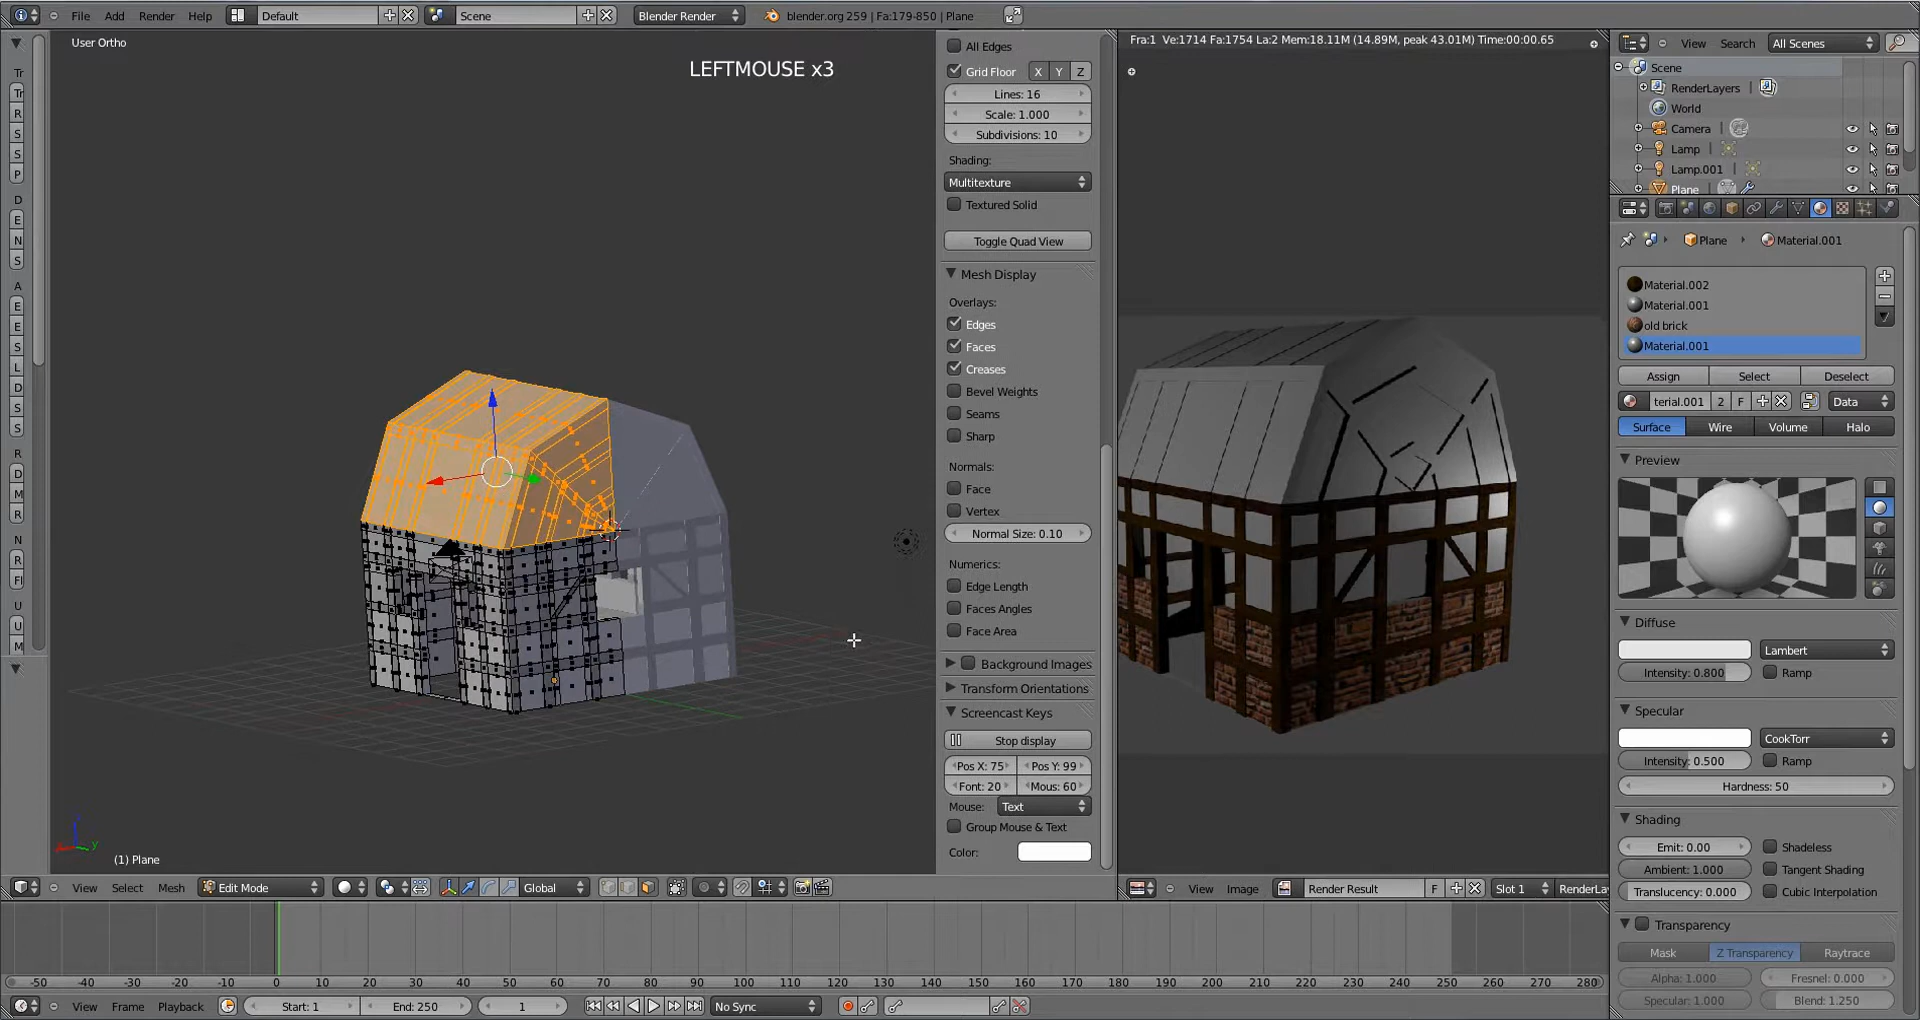 File Add Render Help Default Scene Blender Render blender.org 259 | Fa:179-850 | Plane
User Ortho
LEFTMOUSE x3
(1) Plane
All Edges
Grid Floor X Y Z
Lines: 16
Scale: 1.000
Subdivisions: 10
Shading:
Multitexture
Textured Solid
Toggle Quad View
Mesh Display
Overlays:
Edges
Faces
Creases
Bevel Weights
Seams
Sharp
Normals:
Face
Vertex
Normal Size: 0.10
Numerics:
Edge Length
Faces Angles
Face Area
Background Images
Transform Orientations
Screencast Keys
Stop display
Pos X: 75 Pos Y: 99
Font: 20 Mous: 60
Mouse: Text
Group Mouse & Text
Color:
Fra:1 Ve:1714 Fa:1754 La:2 Mem:18.11M (14.89M, peak 43.01M) Time:00:00.65
View Search All Scenes
Scene
RenderLayers
World
Camera
Lamp
Lamp.001
Plane
Plane Material.001
Material.002
Material.001
old brick
Material.001
Assign Select Deselect
terial.001 2 F Data
Surface Wire Volume Halo
Preview
Diffuse
Lambert
Intensity: 0.800 Ramp
Specular
CookTorr
Intensity: 0.500 Ramp
Hardness: 50
Shading
Emit: 0.00 Shadeless
Ambient: 1.000 Tangent Shading
Translucency: 0.000 Cubic Interpolation
Transparency
Mask Z Transparency Raytrace
Alpha: 1.000 Fresnel: 0.000
Specular: 1.000 Blend: 1.250
View Select Mesh Edit Mode Global
View Image Render Result F Slot 1 RenderLa
-50 -40 -30 -20 -10 0 10 20 30 40 50 60 70 80 90 100 110 120 130 140 150 160 170 180 190 200 210 220 230 240 250 260 270 280
View Frame Playback Start: 1 End: 250 1 No Sync